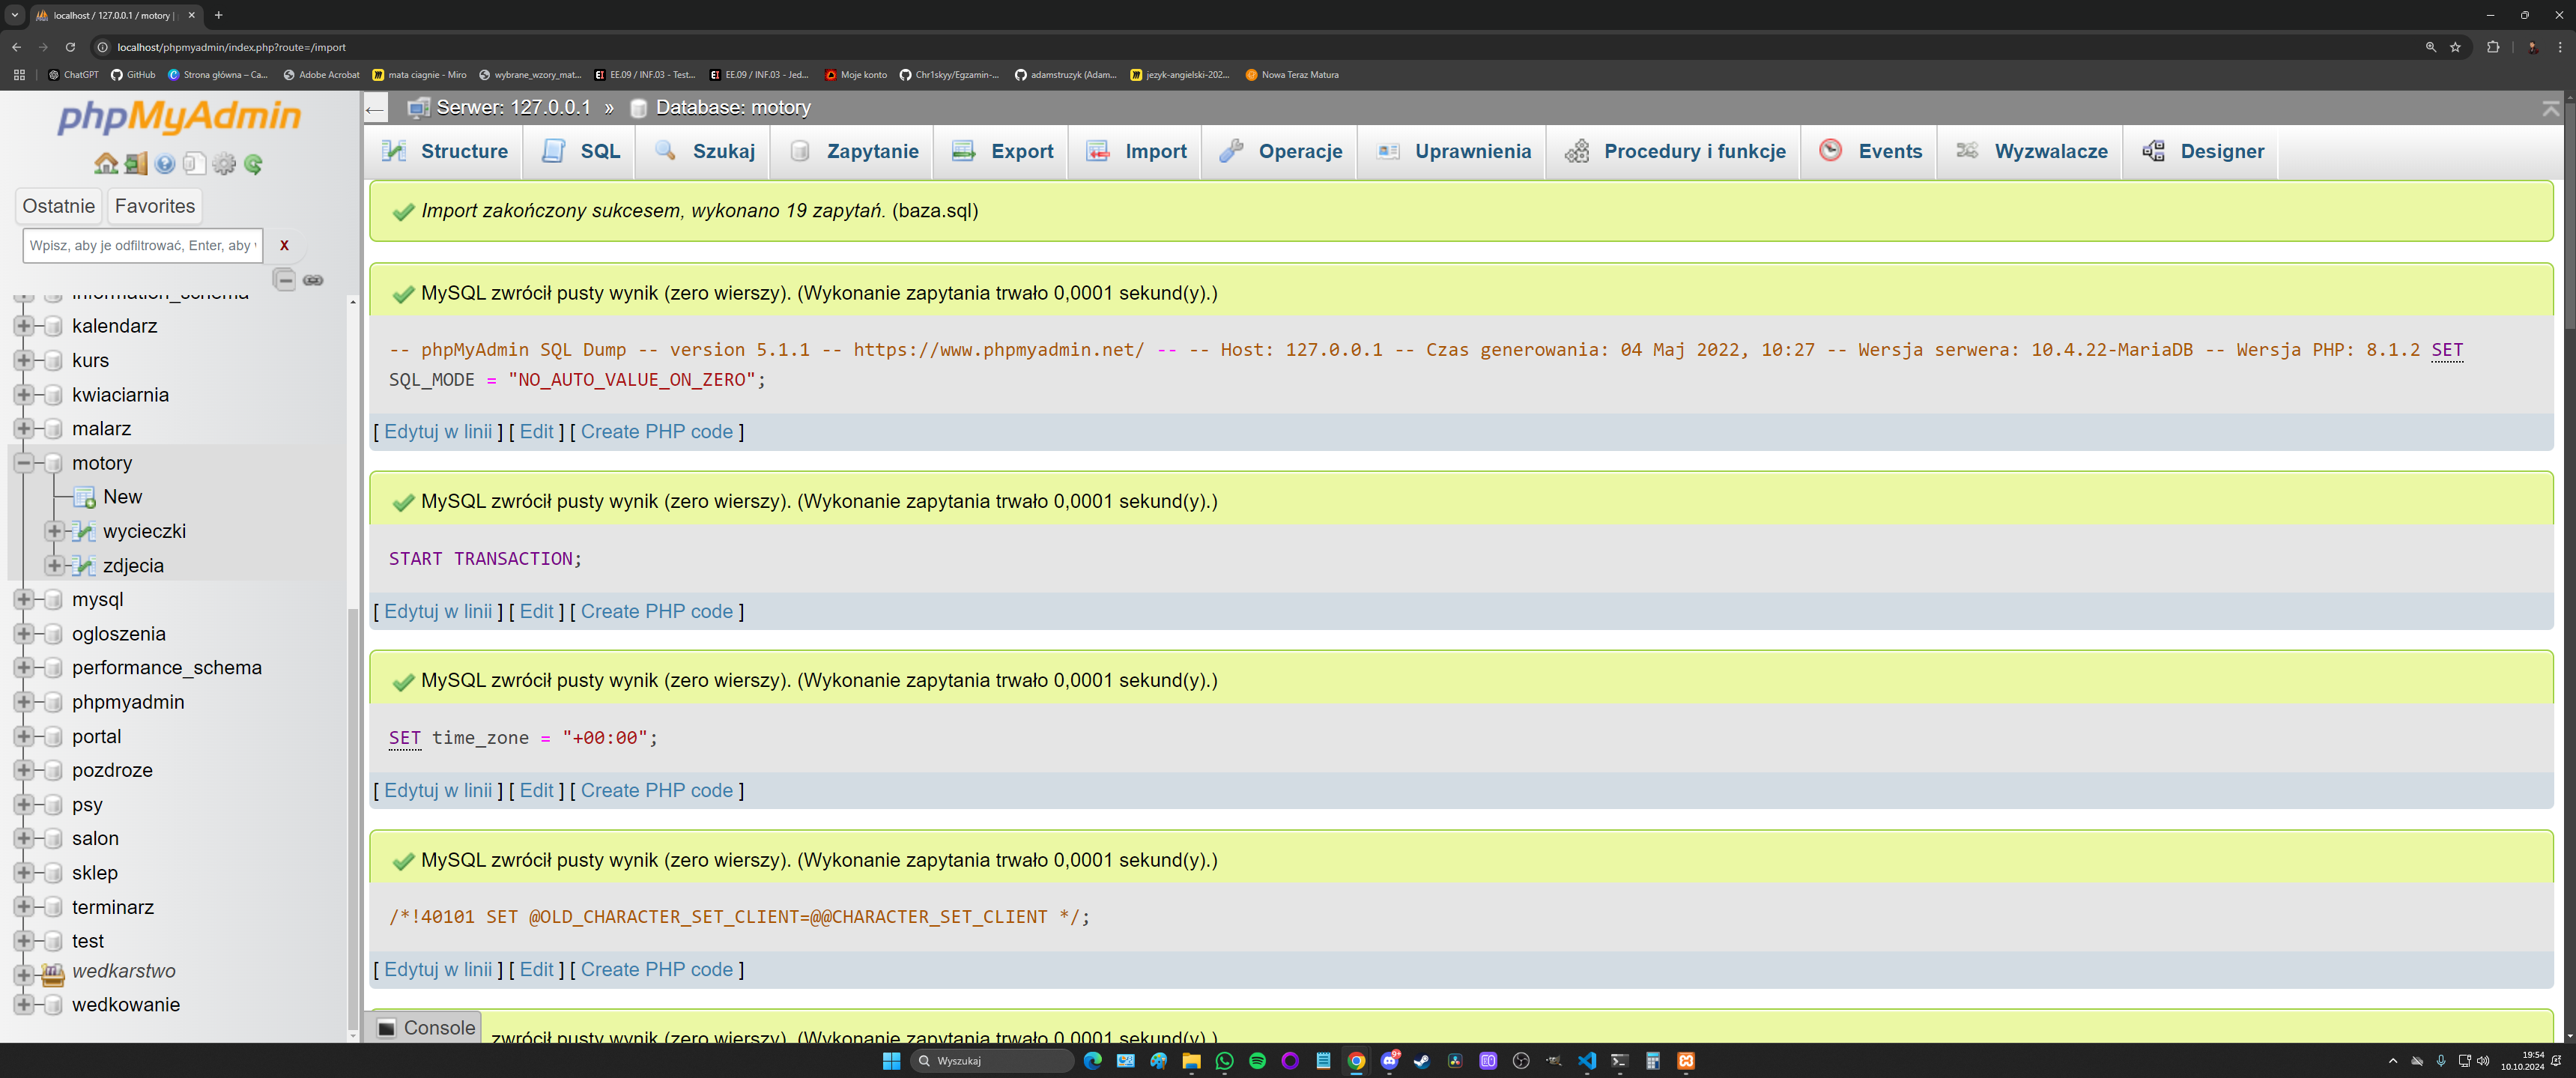 localhost / 127.0.0.1 / motory |
localhost/phpmyadmin/index.php?route=/import
ChatGPT
GitHub
Strona główna – Ca...
Adobe Acrobat
mata ciagnie - Miro
wybrane_wzory_mat...
EE.09 / INF.03 - Test...
EE.09 / INF.03 - Jed...
Moje konto
Chr1skyy/Egzamin-...
adamstruzyk (Adam...
jezyk-angielski-202...
Nowa Teraz Matura
phpMyAdmin
Ostatnie
Favorites
Wpisz, aby je odfiltrować, Enter, aby
X
information_schema
kalendarz
kurs
kwiaciarnia
malarz
motory
New
wycieczki
zdjecia
mysql
ogloszenia
performance_schema
phpmyadmin
portal
pozdroze
psy
salon
sklep
terminarz
test
wedkarstwo
wedkowanie
Serwer: 127.0.0.1 » Database: motory
Structure
SQL
Szukaj
Zapytanie
Export
Import
Operacje
Uprawnienia
Procedury i funkcje
Events
Wyzwalacze
Designer
Import zakończony sukcesem, wykonano 19 zapytań. (baza.sql)
MySQL zwrócił pusty wynik (zero wierszy). (Wykonanie zapytania trwało 0,0001 sekund(y).)
-- phpMyAdmin SQL Dump -- version 5.1.1 -- https://www.phpmyadmin.net/ -- -- Host: 127.0.0.1 -- Czas generowania: 04 Maj 2022, 10:27 -- Wersja serwera: 10.4.22-MariaDB -- Wersja PHP: 8.1.2 SET
SQL_MODE = "NO_AUTO_VALUE_ON_ZERO";
[ Edytuj w linii ] [ Edit ] [ Create PHP code ]
MySQL zwrócił pusty wynik (zero wierszy). (Wykonanie zapytania trwało 0,0001 sekund(y).)
START TRANSACTION;
[ Edytuj w linii ] [ Edit ] [ Create PHP code ]
MySQL zwrócił pusty wynik (zero wierszy). (Wykonanie zapytania trwało 0,0001 sekund(y).)
SET time_zone = "+00:00";
[ Edytuj w linii ] [ Edit ] [ Create PHP code ]
MySQL zwrócił pusty wynik (zero wierszy). (Wykonanie zapytania trwało 0,0001 sekund(y).)
/*!40101 SET @OLD_CHARACTER_SET_CLIENT=@@CHARACTER_SET_CLIENT */;
[ Edytuj w linii ] [ Edit ] [ Create PHP code ]
zwrócił pusty wynik (zero wierszy). (Wykonanie zapytania trwało 0,0001 sekund(y).)
Console
Wyszukaj
19:54
10.10.2024